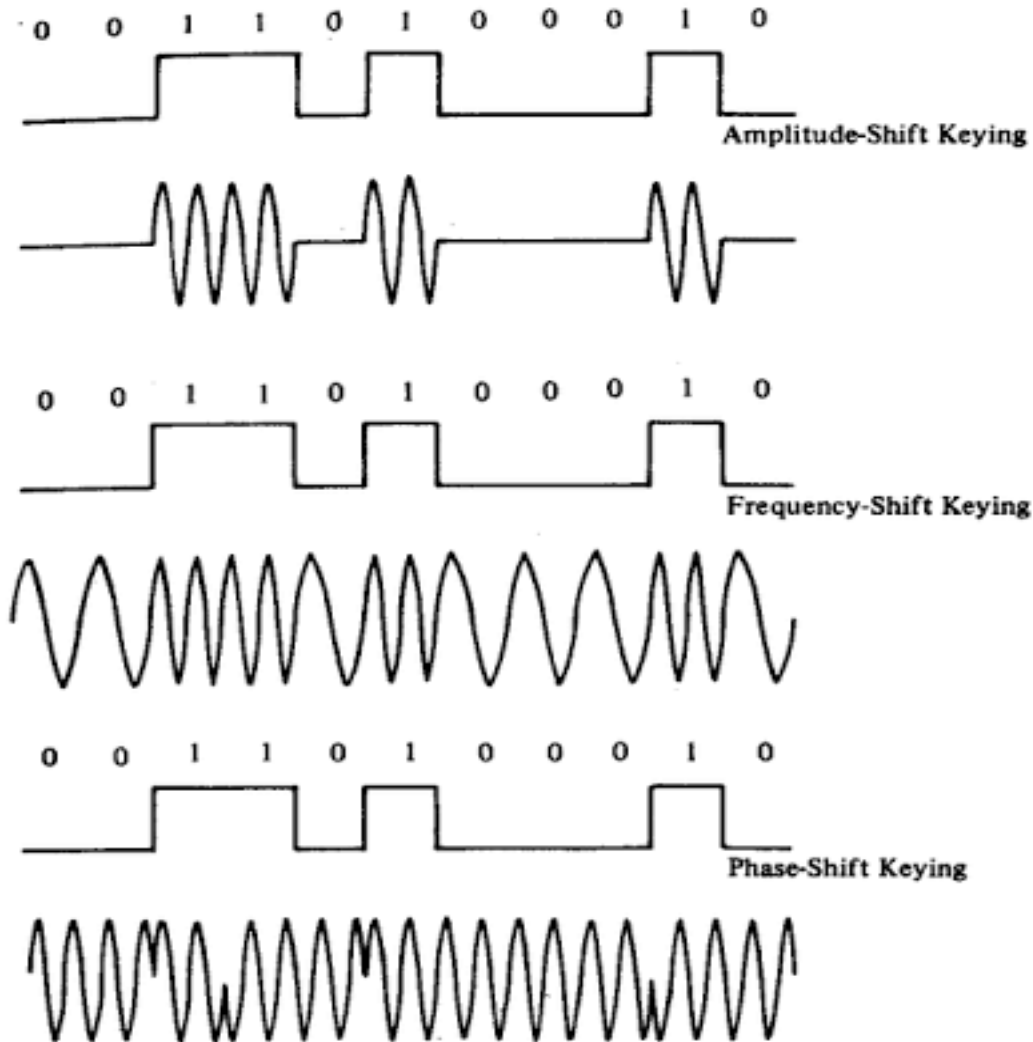 0 0 1 1 0 1 0 0 0 1 0
Amplitude-Shift Keying
0 0 1 1 0 1 0 0 0 1 0
Frequency-Shift Keying
0 0 1 1 0 1 0 0 0 1 0
Phase-Shift Keying